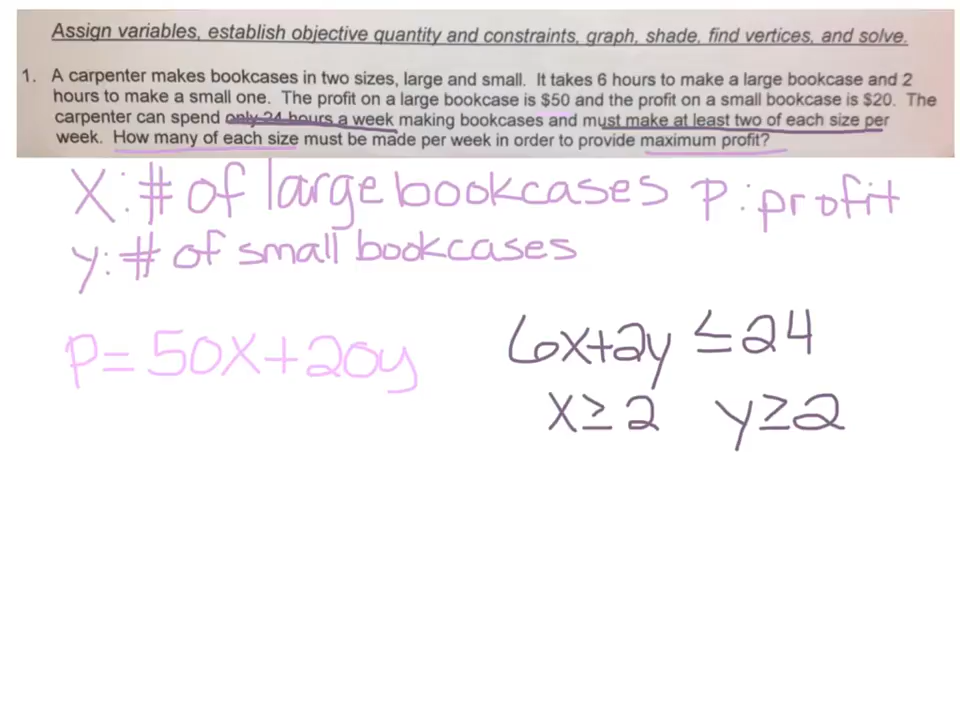 Assign variables, establish objective quantity and constraints, graph, shade, find vertices, and solve.
1. A carpenter makes bookcases in two sizes, large and small. It takes 6 hours to make a large bookcase and 2
hours to make a small one. The profit on a large bookcase is $50 and the profit on a small bookcase is $20. The
carpenter can spend only 24 hours a week making bookcases and must make at least two of each size per
week. How many of each size must be made per week in order to provide maximum profit?
X: # of large bookcases P: profit
y: # of small bookcases
P = 50X + 20y 6x + 2y ≤ 24
X ≥ 2 y ≥ 2